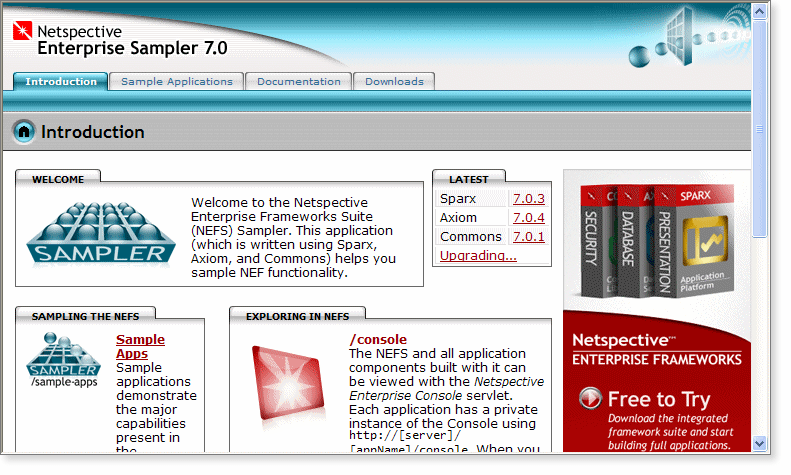 Netspective
Enterprise Sampler 7.0
Introduction
Sample Applications
Documentation
Downloads
Introduction
WELCOME
SAMPLER
Welcome to the Netspective
Enterprise Frameworks Suite
(NEFS) Sampler. This application
(which is written using Sparx,
Axiom, and Commons) helps you
sample NEF functionality.
LATEST
Sparx 7.0.3
Axiom 7.0.4
Commons 7.0.1
Upgrading...
SAMPLING THE NEFS
SAMPLER
/sample-apps
Sample
Apps
Sample
applications
demonstrate
the major
capabilities
present in
the
EXPLORING IN NEFS
/console
The NEFS and all application
components built with it can
be viewed with the Netspective
Enterprise Console servlet.
Each application has a private
instance of the Console using
http://[server]/
[appName]/console. When you
SPARX
SECURITY
DATABASE
PRESENTATION
Application
Platform
Netspective
ENTERPRISE FRAMEWORKS
Free to Try
Download the integrated
framework suite and start
building full applications.